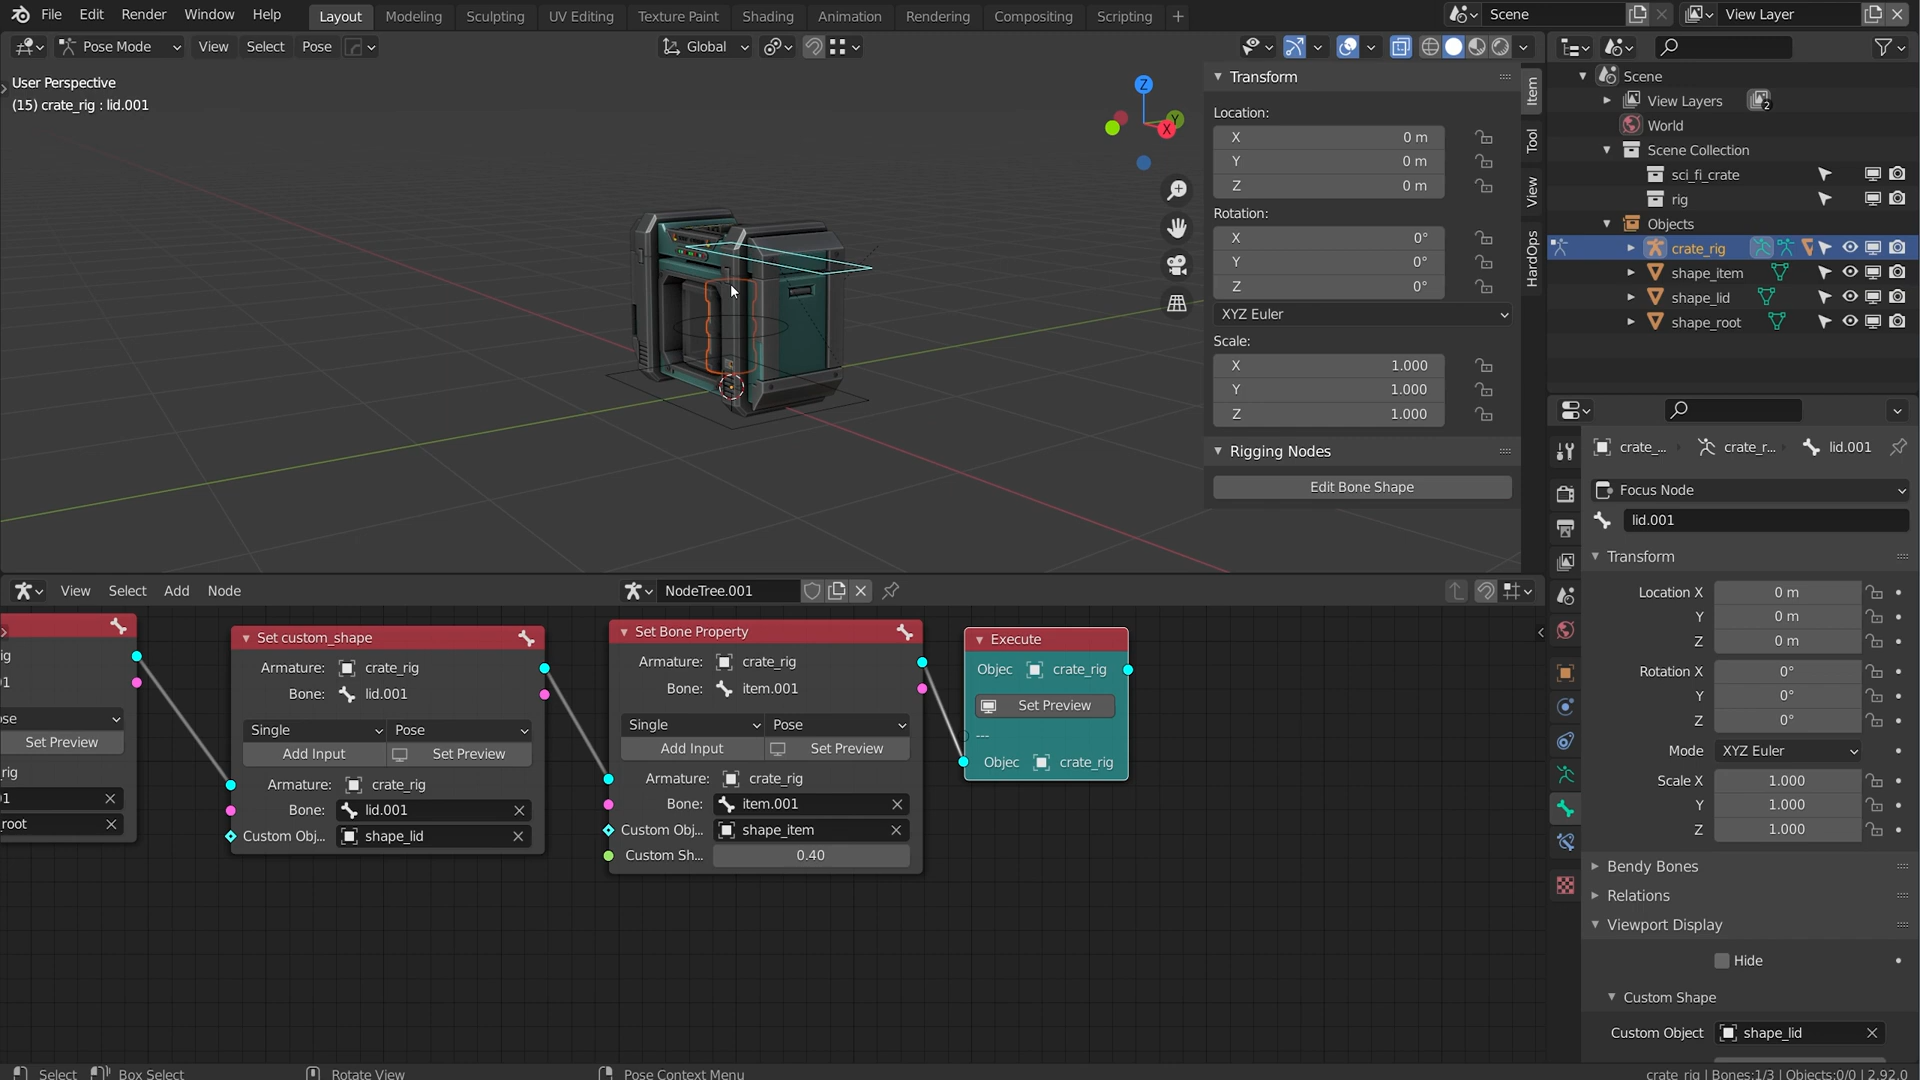 File Edit Render Window Help Layout Modeling Sculpting UV Editing Texture Paint Shading Animation Rendering Compositing Scripting + Scene View Layer
Pose Mode View Select Pose Global
User Perspective
(15) crate_rig : lid.001
Z
Y
X
Transform
Location:
X 0 m
Y 0 m
Z 0 m
Rotation:
X 0°
Y 0°
Z 0°
XYZ Euler
Scale:
X 1.000
Y 1.000
Z 1.000
Rigging Nodes
Edit Bone Shape
Item
Tool
View
HardOps
Scene
View Layers 2
World
Scene Collection
sci_fi_crate
rig
Objects
crate_rig
shape_item
shape_lid
shape_root
crate_... crate_r... lid.001
Focus Node
lid.001
Transform
Location X 0 m
Y 0 m
Z 0 m
Rotation X 0°
Y 0°
Z 0°
Mode XYZ Euler
Scale X 1.000
Y 1.000
Z 1.000
Bendy Bones
Relations
Viewport Display
Hide
Custom Shape
Custom Object shape_lid
View Select Add Node NodeTree.001
ig
1
ose
Set Preview
rig
1
root
Set custom_shape
Armature: crate_rig
Bone: lid.001
Single Pose
Add Input Set Preview
Armature: crate_rig
Bone: lid.001
Custom Obj... shape_lid
Set Bone Property
Armature: crate_rig
Bone: item.001
Single Pose
Add Input Set Preview
Armature: crate_rig
Bone: item.001
Custom Obj... shape_item
Custom Sh... 0.40
Execute
Objec crate_rig
Set Preview
---
Objec crate_rig
Select Box Select Rotate View Pose Context Menu crate_rig | Bones:1/3 | Objects:0/0 | 2.92.0